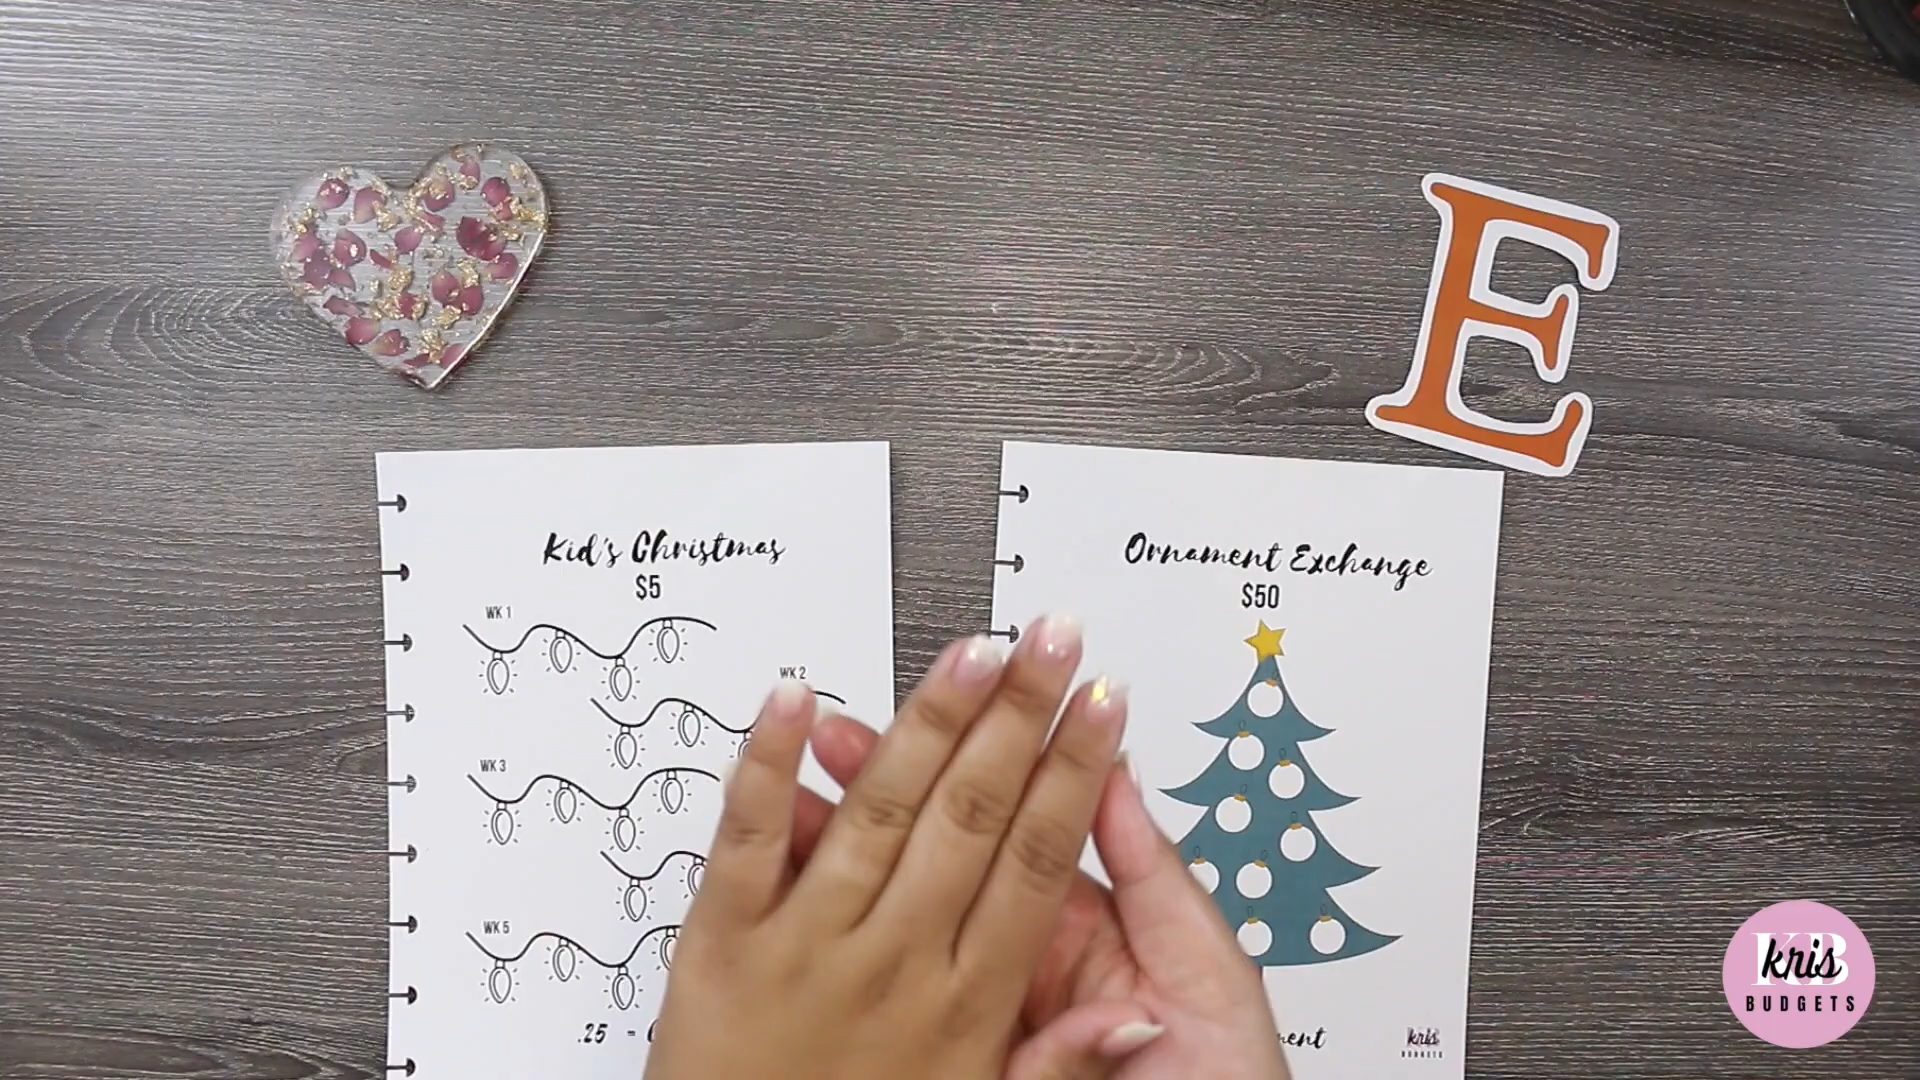 E
Kid's Christmas
$5
WK 1
WK 2
WK 3
WK 5
.25 =
Ornament Exchange
$50
kris
BUDGETS
KB
kris
BUDGETS